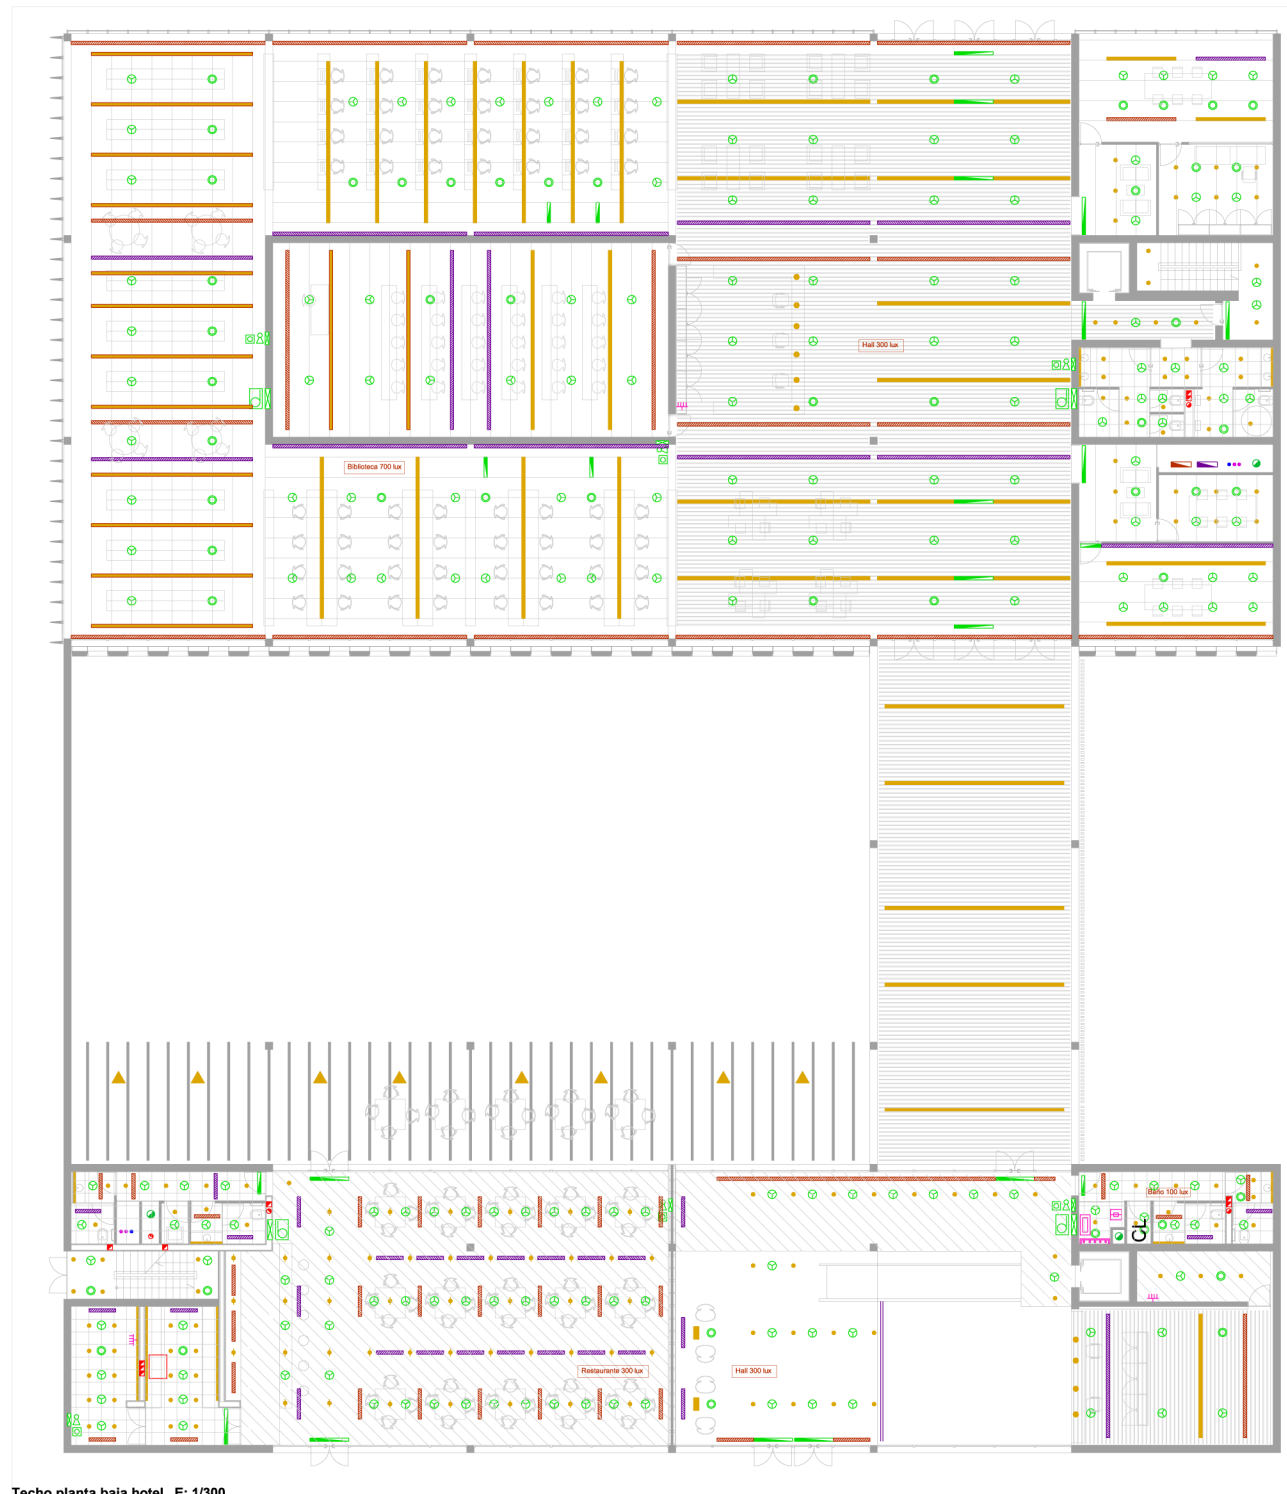 Hall 300 lux
Biblioteca 700 lux
Baño 100 lux
CL
Restaurante 300 lux
Hall 300 lux
Techo planta baja hotel E: 1/300